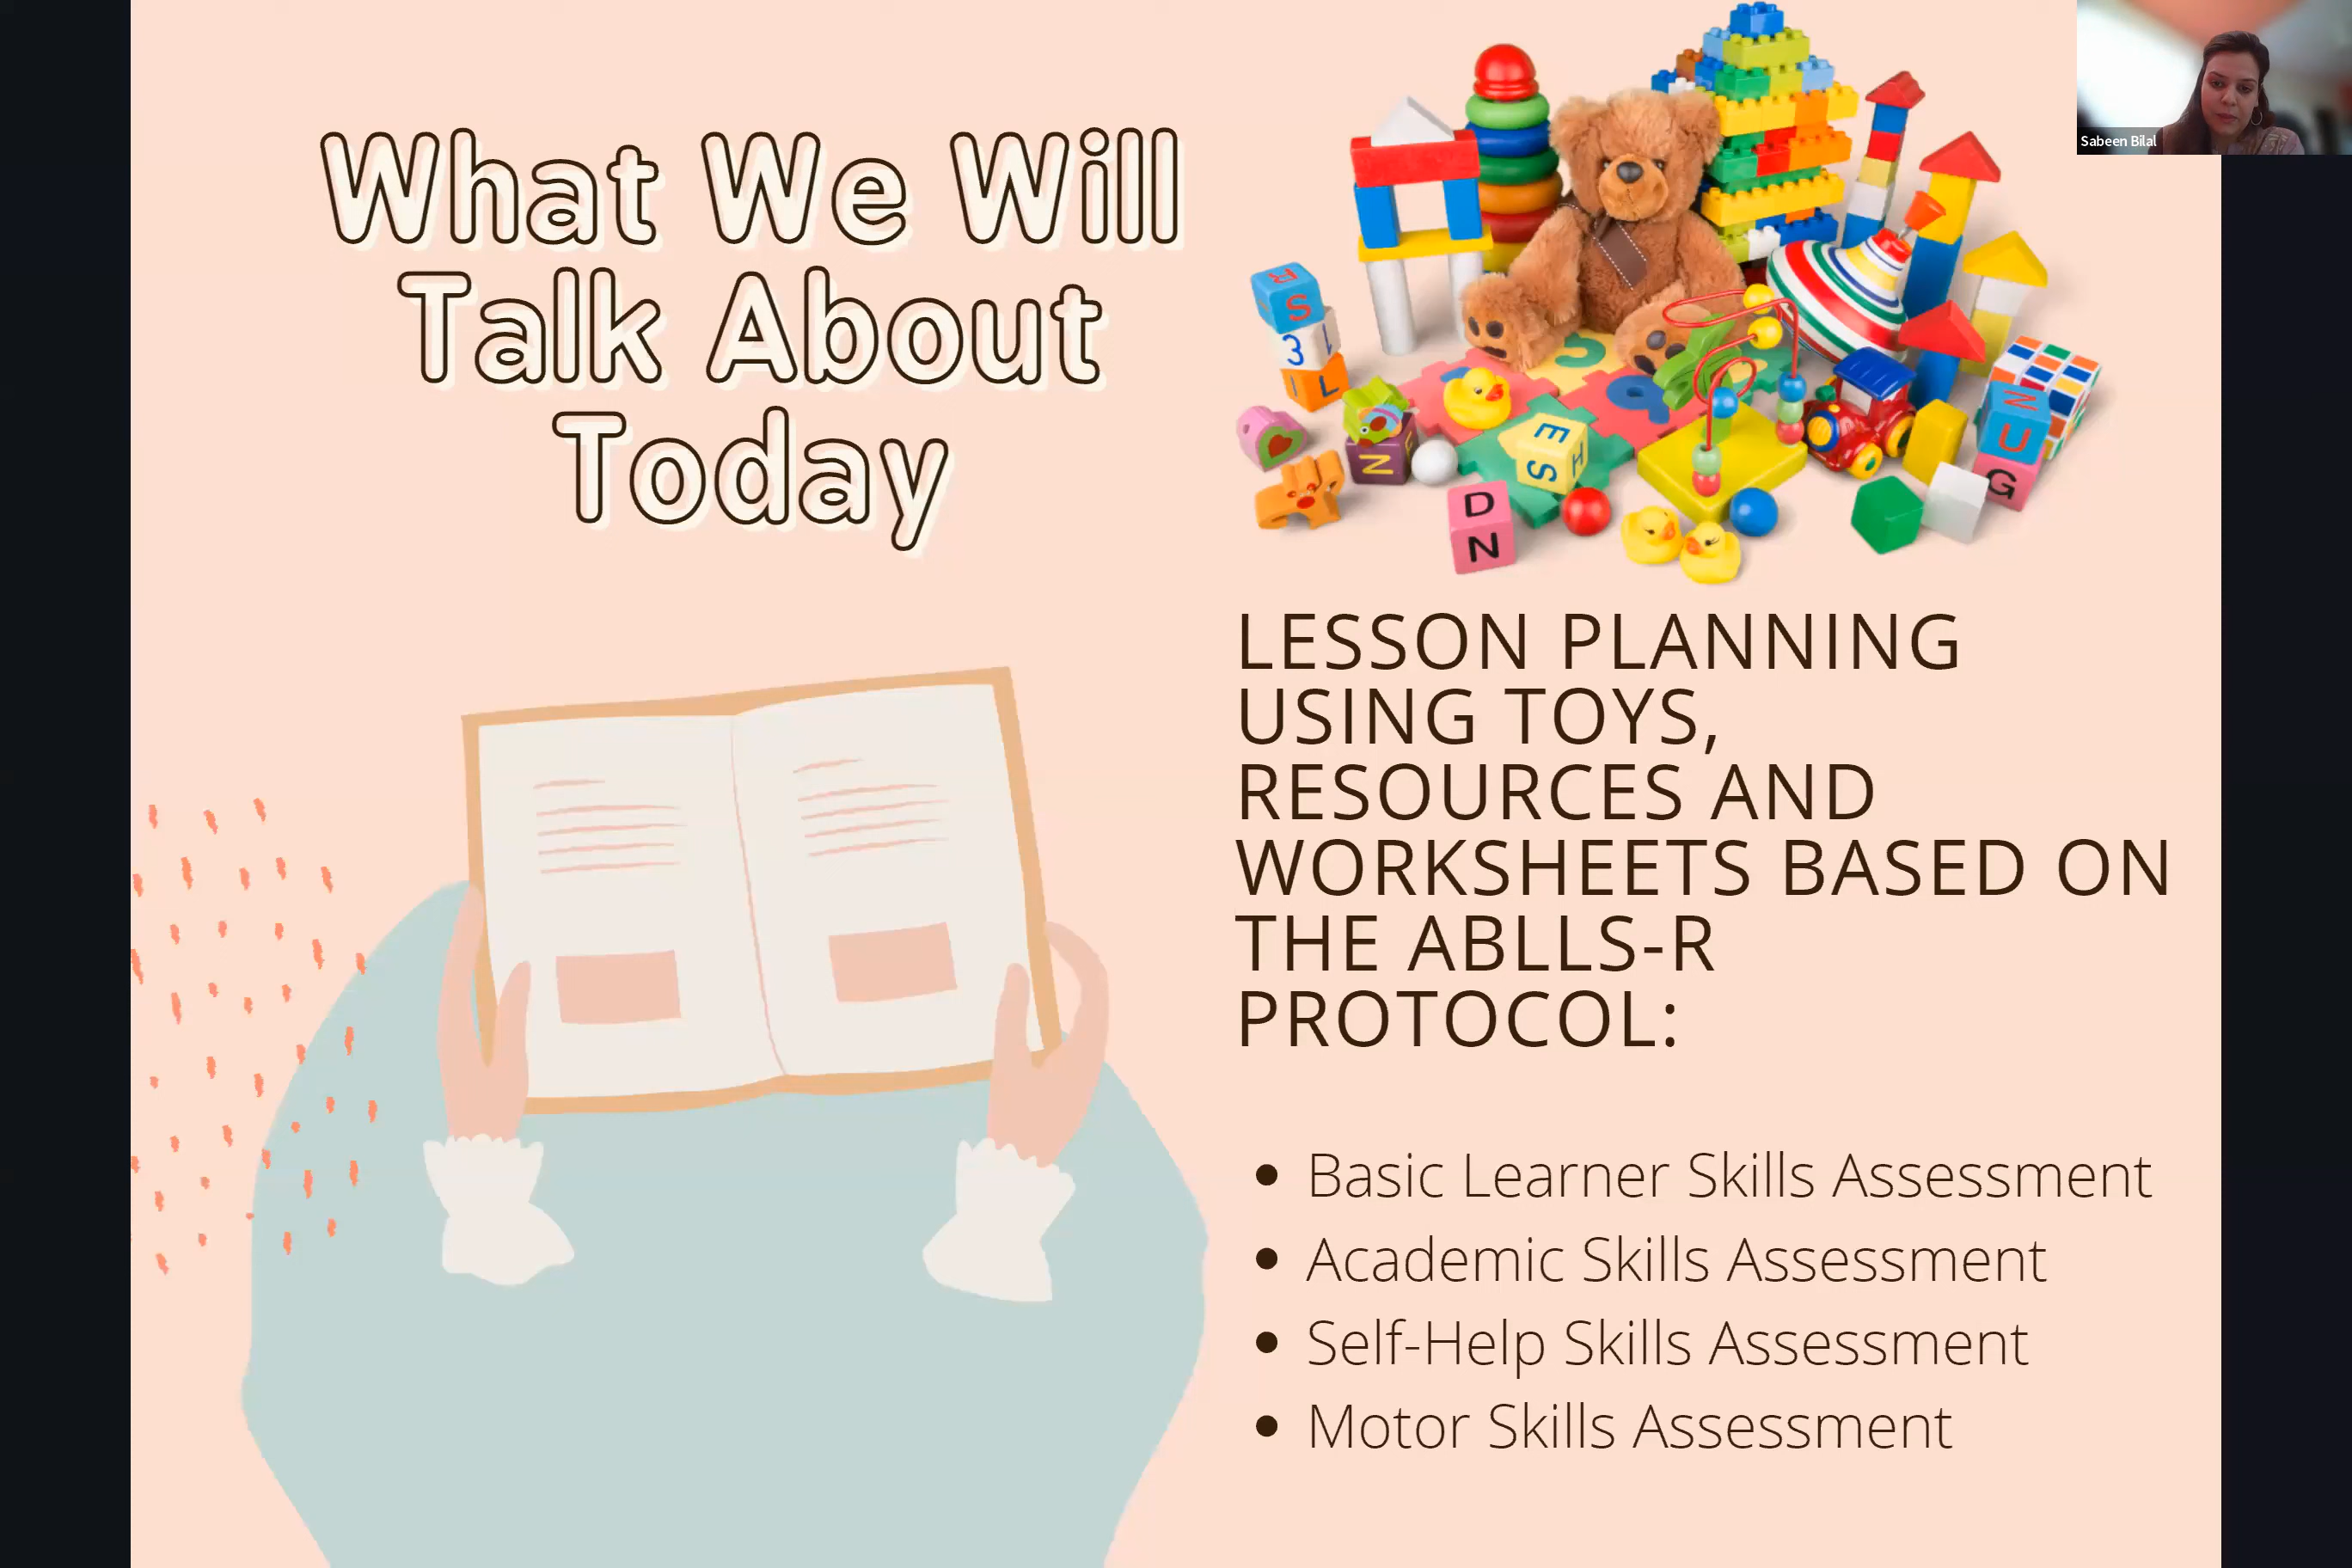 What We Will
Talk About
Today
Sabeen Bilal
LESSON PLANNING
USING TOYS,
RESOURCES AND
WORKSHEETS BASED ON
THE ABLLS-R
PROTOCOL:
Basic Learner Skills Assessment
Academic Skills Assessment
Self-Help Skills Assessment
Motor Skills Assessment
S
3
L
N
E
S
H
D
N
Z
U
G